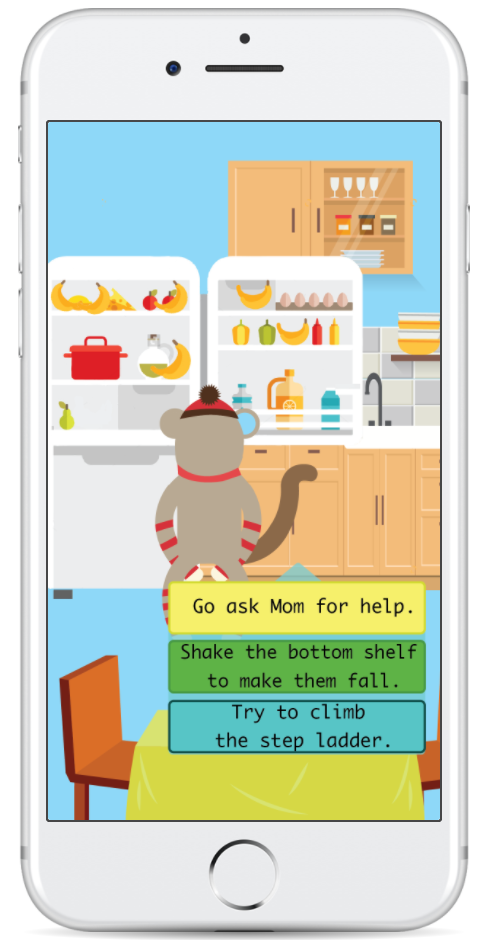 Go ask Mom for help.
Shake the bottom shelf
to make them fall.
Try to climb
the step ladder.